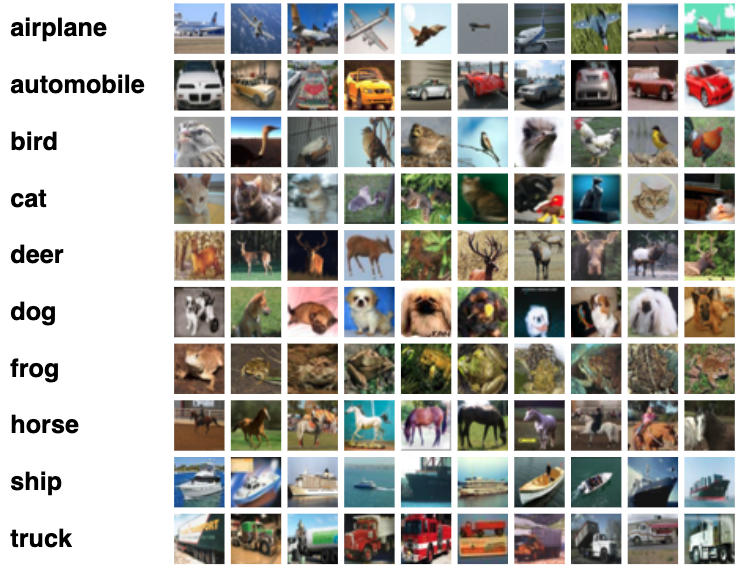 airplane
automobile
bird
cat
deer
dog
frog
horse
ship
truck